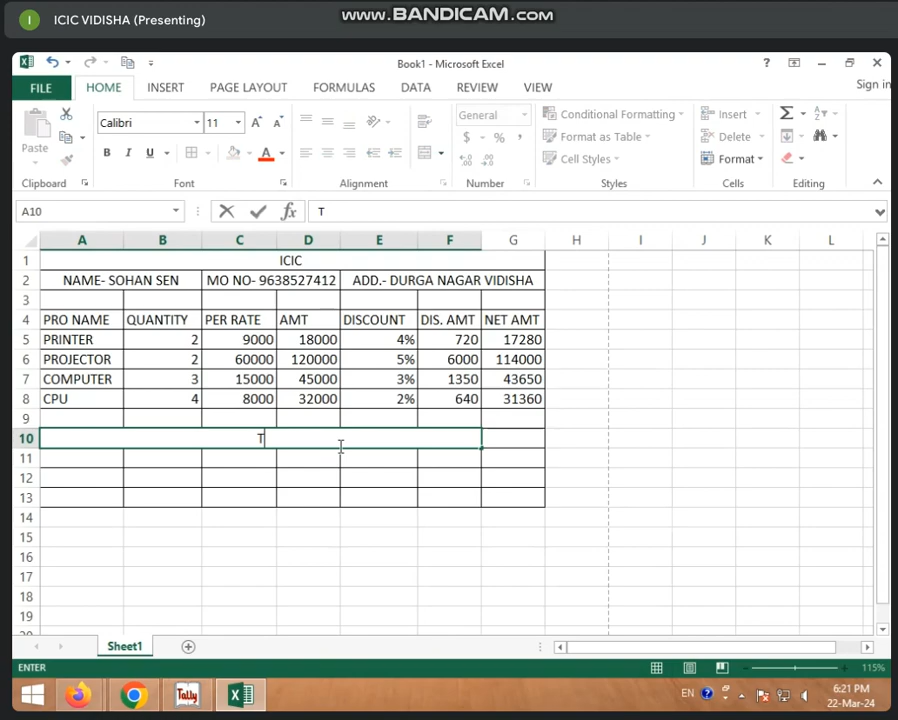 I ICIC VIDISHA (Presenting)
www.BANDICAM.com
Book1 - Microsoft Excel
?
FILE HOME INSERT PAGE LAYOUT FORMULAS DATA REVIEW VIEW Sign in
Calibri 11 General Conditional Formatting Insert
Paste B I U A $ % , Format as Table Delete
Cell Styles Format
Clipboard Font Alignment Number Styles Cells Editing
A10 fx T
A B C D E F G H I J K L
1 ICIC
2 NAME- SOHAN SEN MO NO- 9638527412 ADD.- DURGA NAGAR VIDISHA
3
4 PRO NAME QUANTITY PER RATE AMT DISCOUNT DIS. AMT NET AMT
5 PRINTER 2 9000 18000 4% 720 17280
6 PROJECTOR 2 60000 120000 5% 6000 114000
7 COMPUTER 3 15000 45000 3% 1350 43650
8 CPU 4 8000 32000 2% 640 31360
9
10 T
11
12
13
14
15
16
17
18
19
20
Sheet1
ENTER 115%
Tally EN 6:21 PM
22-Mar-24